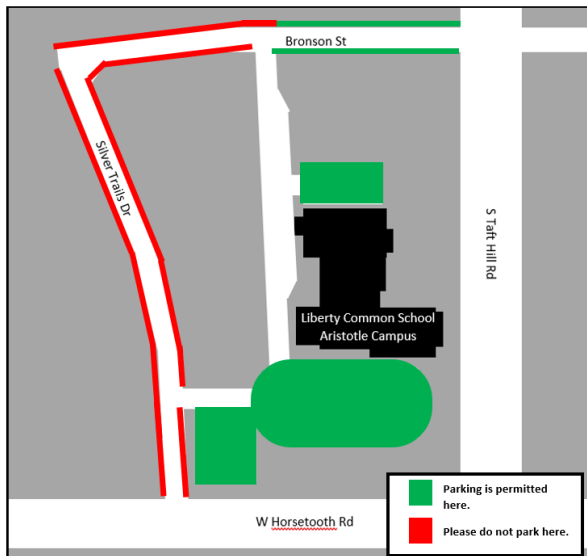 Bronson St
Silver Trails Dr
S Taft Hill Rd
Liberty Common School
Aristotle Campus
Parking is permitted
here.
Please do not park here.
W Horsetooth Rd